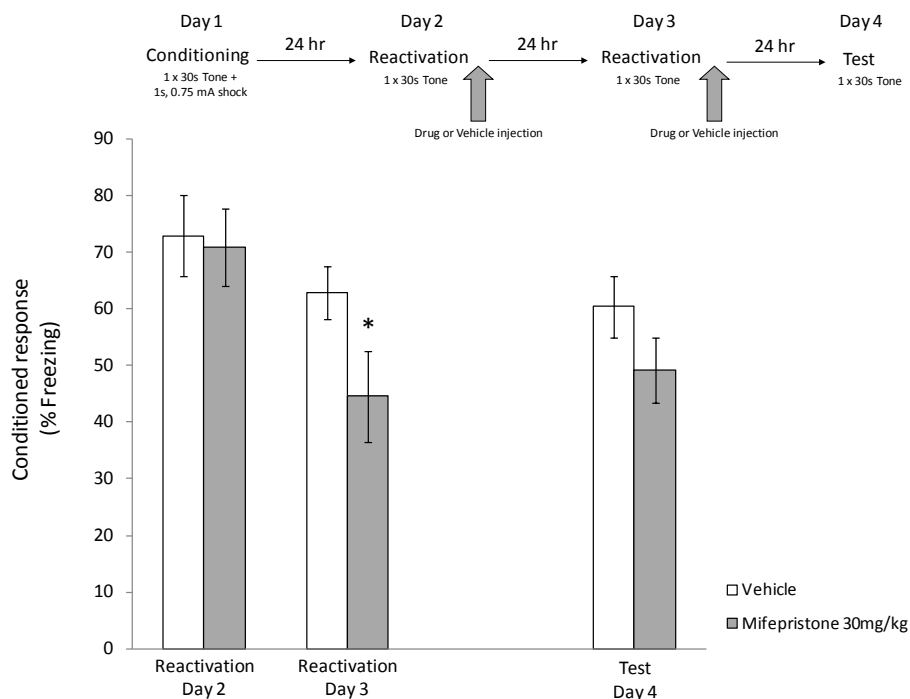 Day 1
Day 2
Day 3
Day 4
Conditioning
24 hr
Reactivation
24 hr
Reactivation
24 hr
Test
1 x 30s Tone +
1s, 0.75 mA shock
1 x 30s Tone
1 x 30s Tone
1 x 30s Tone
Drug or Vehicle injection
Drug or Vehicle injection
90
80
70
60
50
40
30
20
10
0
Conditioned response
(% Freezing)
*
Vehicle
Mifepristone 30mg/kg
Reactivation
Day 2
Reactivation
Day 3
Test
Day 4